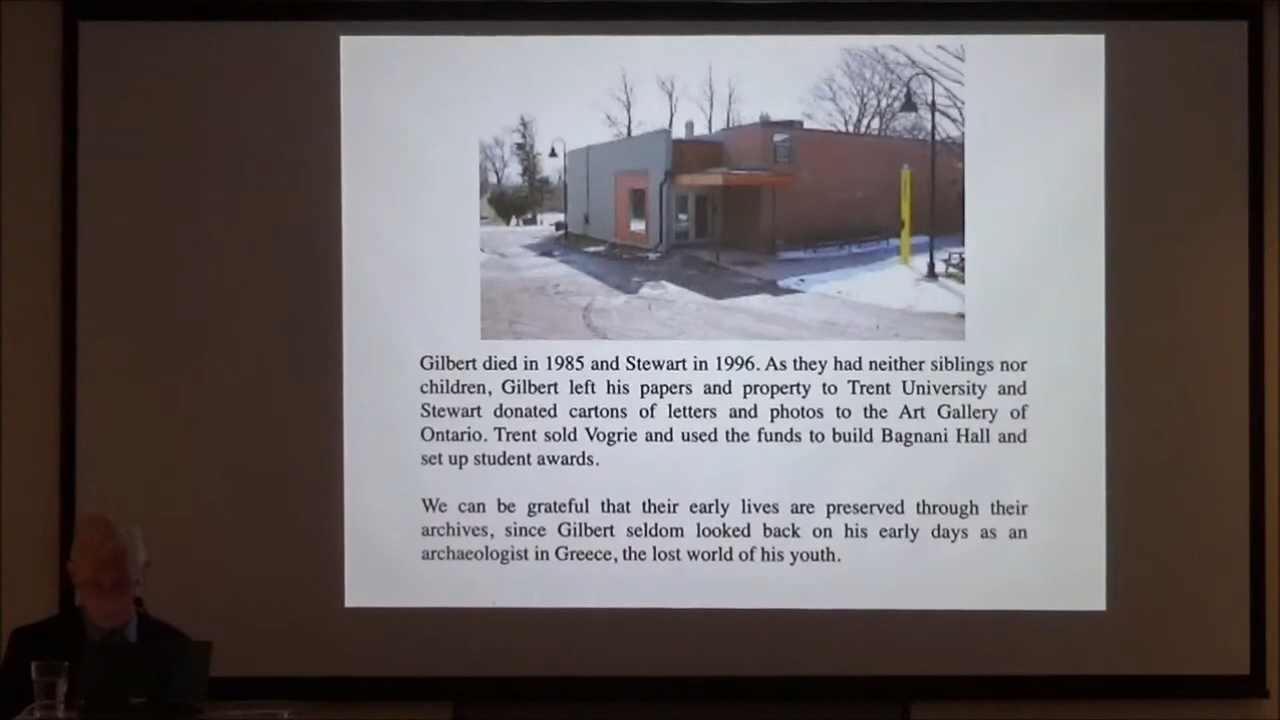 Gilbert died in 1985 and Stewart in 1996. As they had neither siblings nor
children, Gilbert left his papers and property to Trent University and
Stewart donated cartons of letters and photos to the Art Gallery of
Ontario. Trent sold Vogrie and used the funds to build Bagnani Hall and
set up student awards.
We can be grateful that their early lives are preserved through their
archives, since Gilbert seldom looked back on his early days as an
archaeologist in Greece, the lost world of his youth.